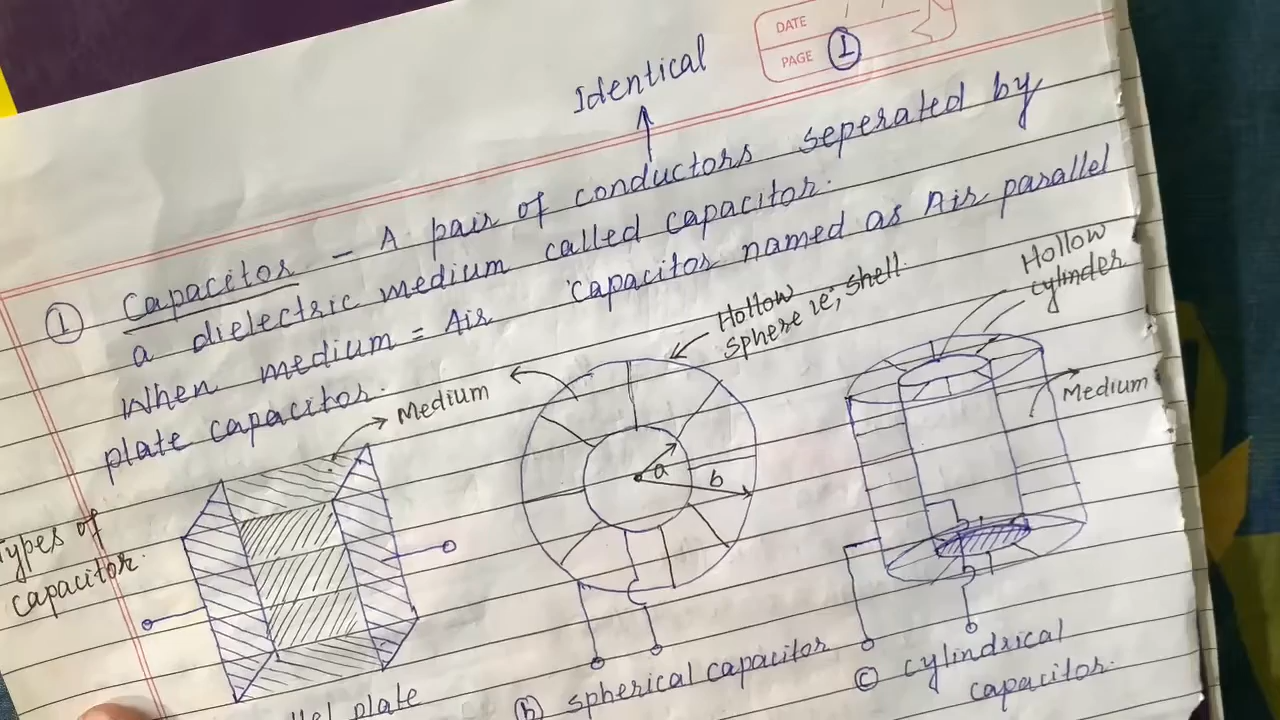 DATE
PAGE 1
Identical
1 Capacitor – A pair of conductors seperated by
a dielectric medium called capacitor.
When medium = Air capacitor named as Air parallel
plate capacitor.
Hollow
sphere ie; shell.
Hollow
cylinder
Medium
Medium
Types of
capacitor.
a
b
plate
(b) spherical capacitor
(c) cylindrical
capacitor.